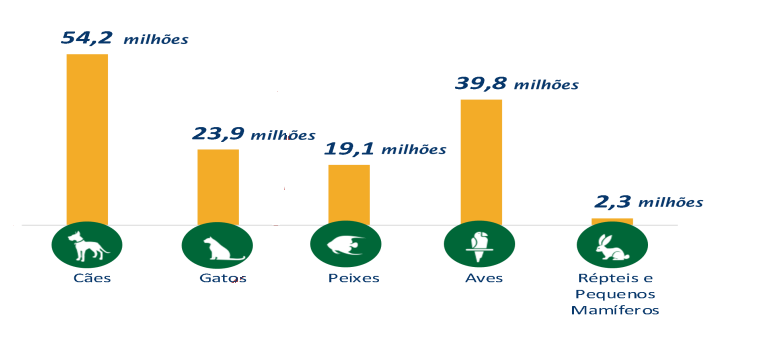 54,2 milhões
23,9 milhões
19,1 milhões
39,8 milhões
2,3 milhões
Cães
Gatos
Peixes
Aves
Répteis e
Pequenos
Mamíferos